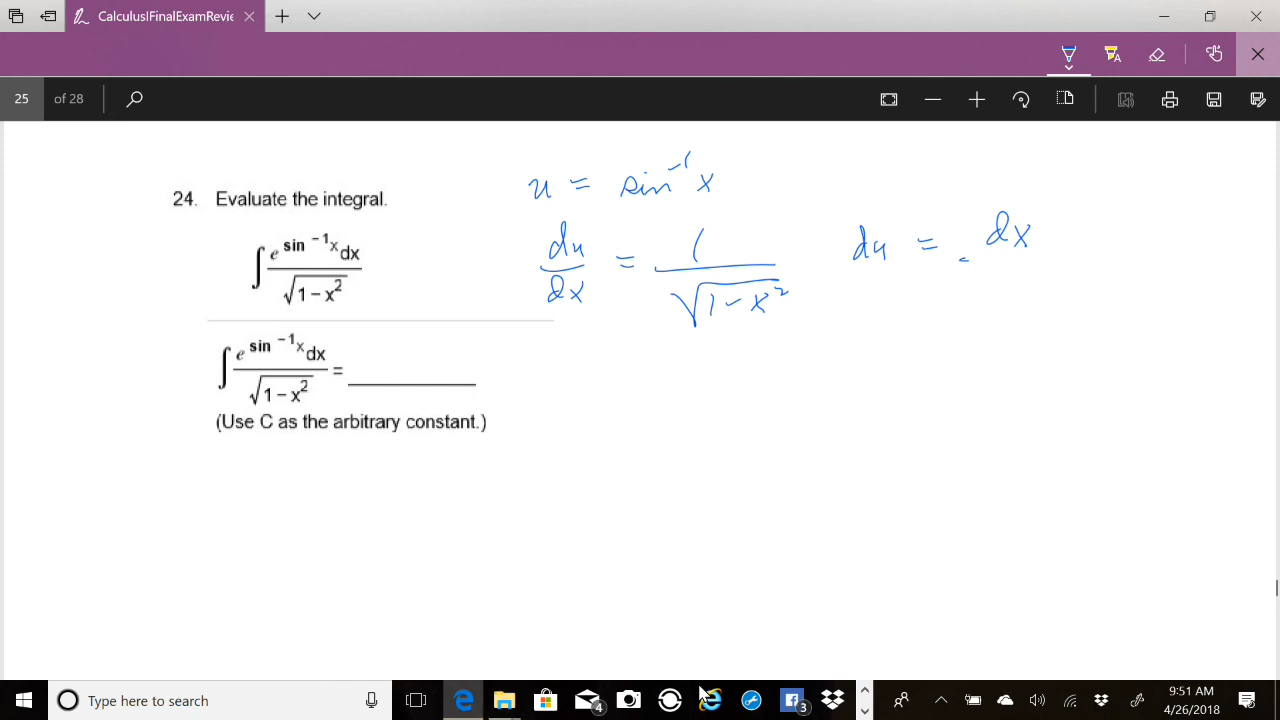 CalculusIFinalExamRevie
25 of 28
24. Evaluate the integral.
∫ e^(sin⁻¹x) dx / √(1 − x²)
∫ e^(sin⁻¹x) dx / √(1 − x²) = ________
(Use C as the arbitrary constant.)
u = sin⁻¹ x
du/dx = 1/√(1 − x²)   du = dx
Type here to search
4
3
9:51 AM
4/26/2018